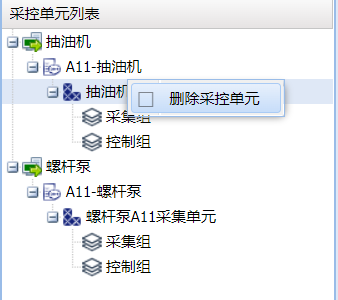 采控单元列表
抽油机
A11-抽油机
抽油机
删除采控单元
采集组
控制组
螺杆泵
A11-螺杆泵
螺杆泵A11采集单元
采集组
控制组